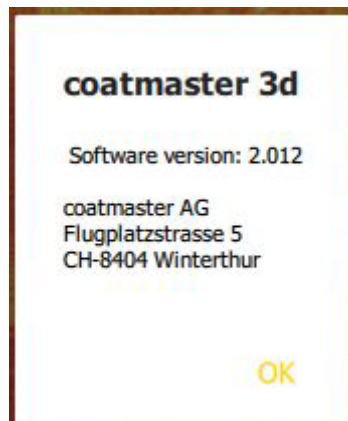 coatmaster 3d
Software version: 2.012
coatmaster AG
Flugplatzstrasse 5
CH-8404 Winterthur
OK